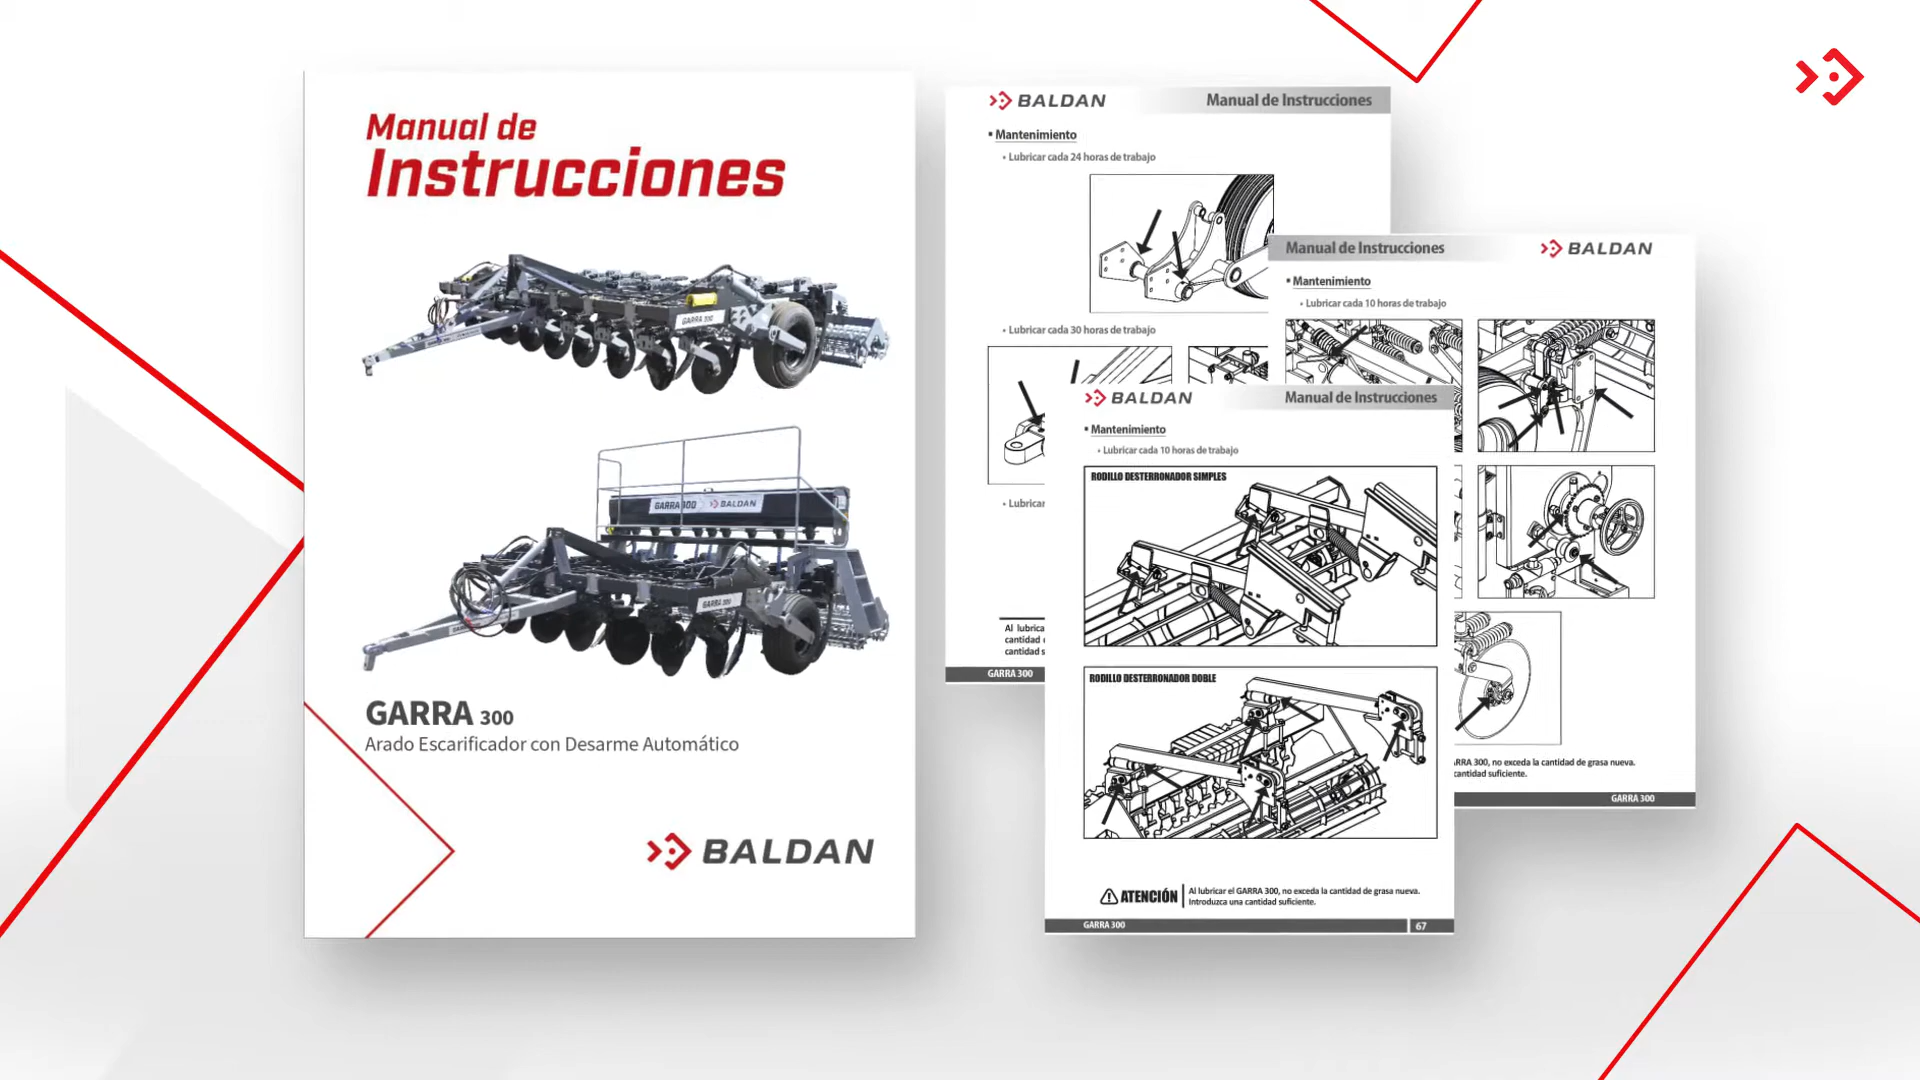 Manual de
Instrucciones
GARRA 300
GARRA 300
BALDAN
GARRA 300
GARRA 300
Arado Escarificador con Desarme Automático
BALDAN
BALDAN
Manual de Instrucciones
▪ Mantenimiento
• Lubricar cada 24 horas de trabajo
• Lubricar cada 30 horas de trabajo
• Lubricar
Al lubrica
cantidad
cantidad s
GARRA 300
Manual de Instrucciones
BALDAN
▪ Mantenimiento
• Lubricar cada 10 horas de trabajo
ARRA 300, no exceda la cantidad de grasa nueva.
cantidad suficiente.
GARRA 300
BALDAN
Manual de Instrucciones
▪ Mantenimiento
• Lubricar cada 10 horas de trabajo
RODILLO DESTERRONADOR SIMPLES
RODILLO DESTERRONADOR DOBLE
ATENCIÓN
Al lubricar el GARRA 300, no exceda la cantidad de grasa nueva.
Introduzca una cantidad suficiente.
GARRA 300
67